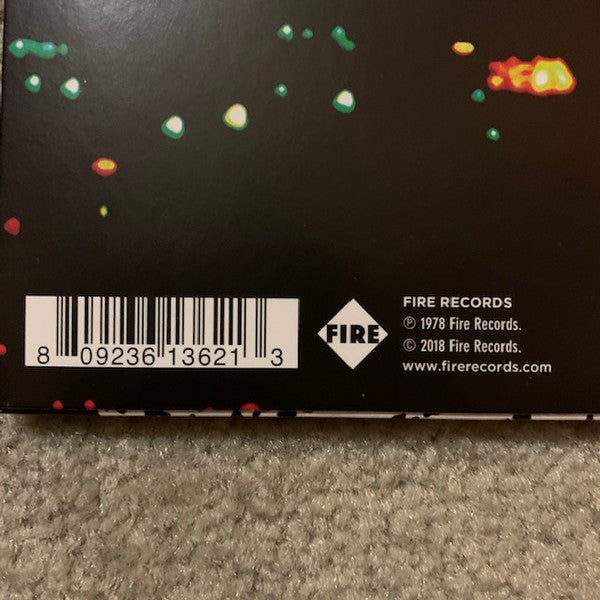 8 09236 13621 3
FIRE
FIRE RECORDS
℗ 1978 Fire Records.
© 2018 Fire Records.
www.firerecords.com